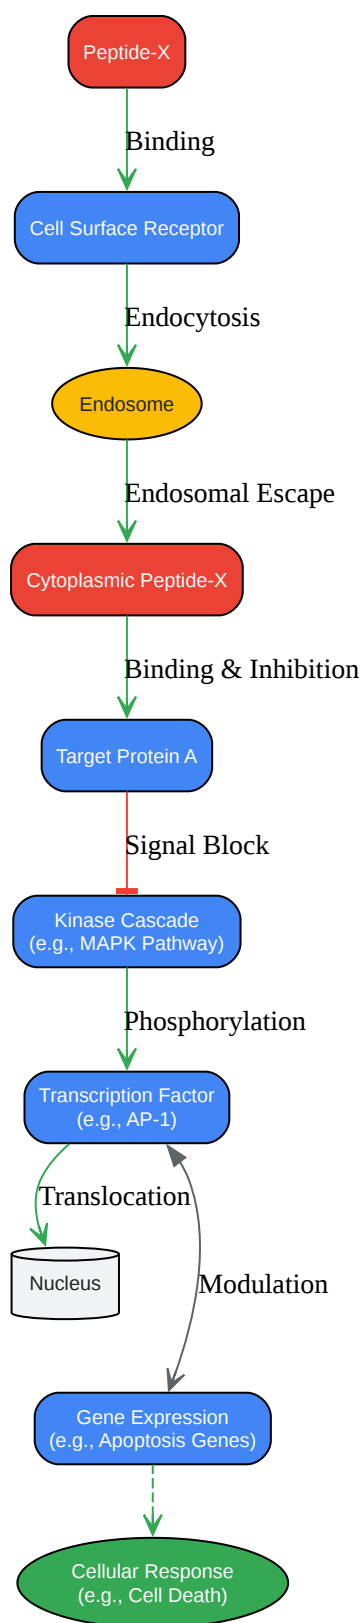 Peptide-X
Binding
Cell Surface Receptor
Endocytosis
Endosome
Endosomal Escape
Cytoplasmic Peptide-X
Binding & Inhibition
Target Protein A
Signal Block
Kinase Cascade
(e.g., MAPK Pathway)
Phosphorylation
Transcription Factor
(e.g., AP-1)
Translocation
Nucleus
Modulation
Gene Expression
(e.g., Apoptosis Genes)
Cellular Response
(e.g., Cell Death)